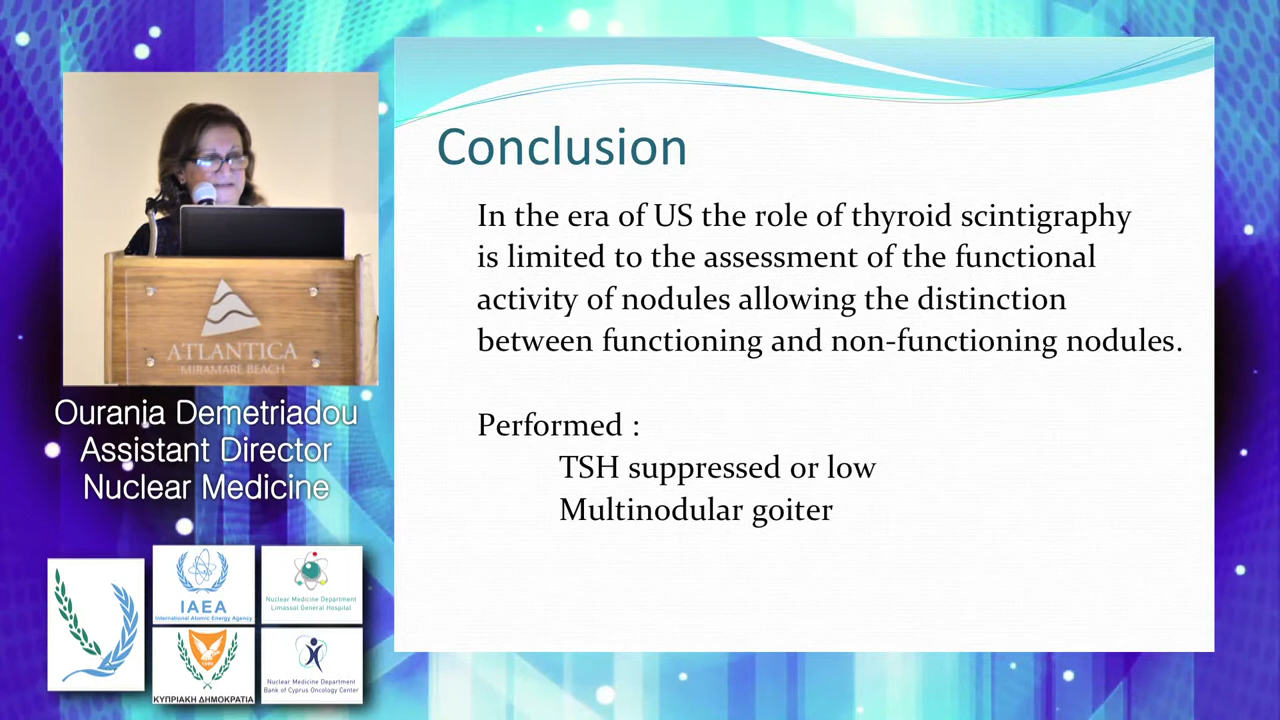 Conclusion
In the era of US the role of thyroid scintigraphy
is limited to the assessment of the functional
activity of nodules allowing the distinction
between functioning and non-functioning nodules.
Performed :
TSH suppressed or low
Multinodular goiter
ATLANTICA
MIRAMARE BEACH
Ourania Demetriadou
Assistant Director
Nuclear Medicine
IAEA
International Atomic Energy Agency
Nuclear Medicine Department
Limassol General Hospital
1960
ΚΥΠΡΙΑΚΗ ΔΗΜΟΚΡΑΤΙΑ
Nuclear Medicine Department
Bank of Cyprus Oncology Center